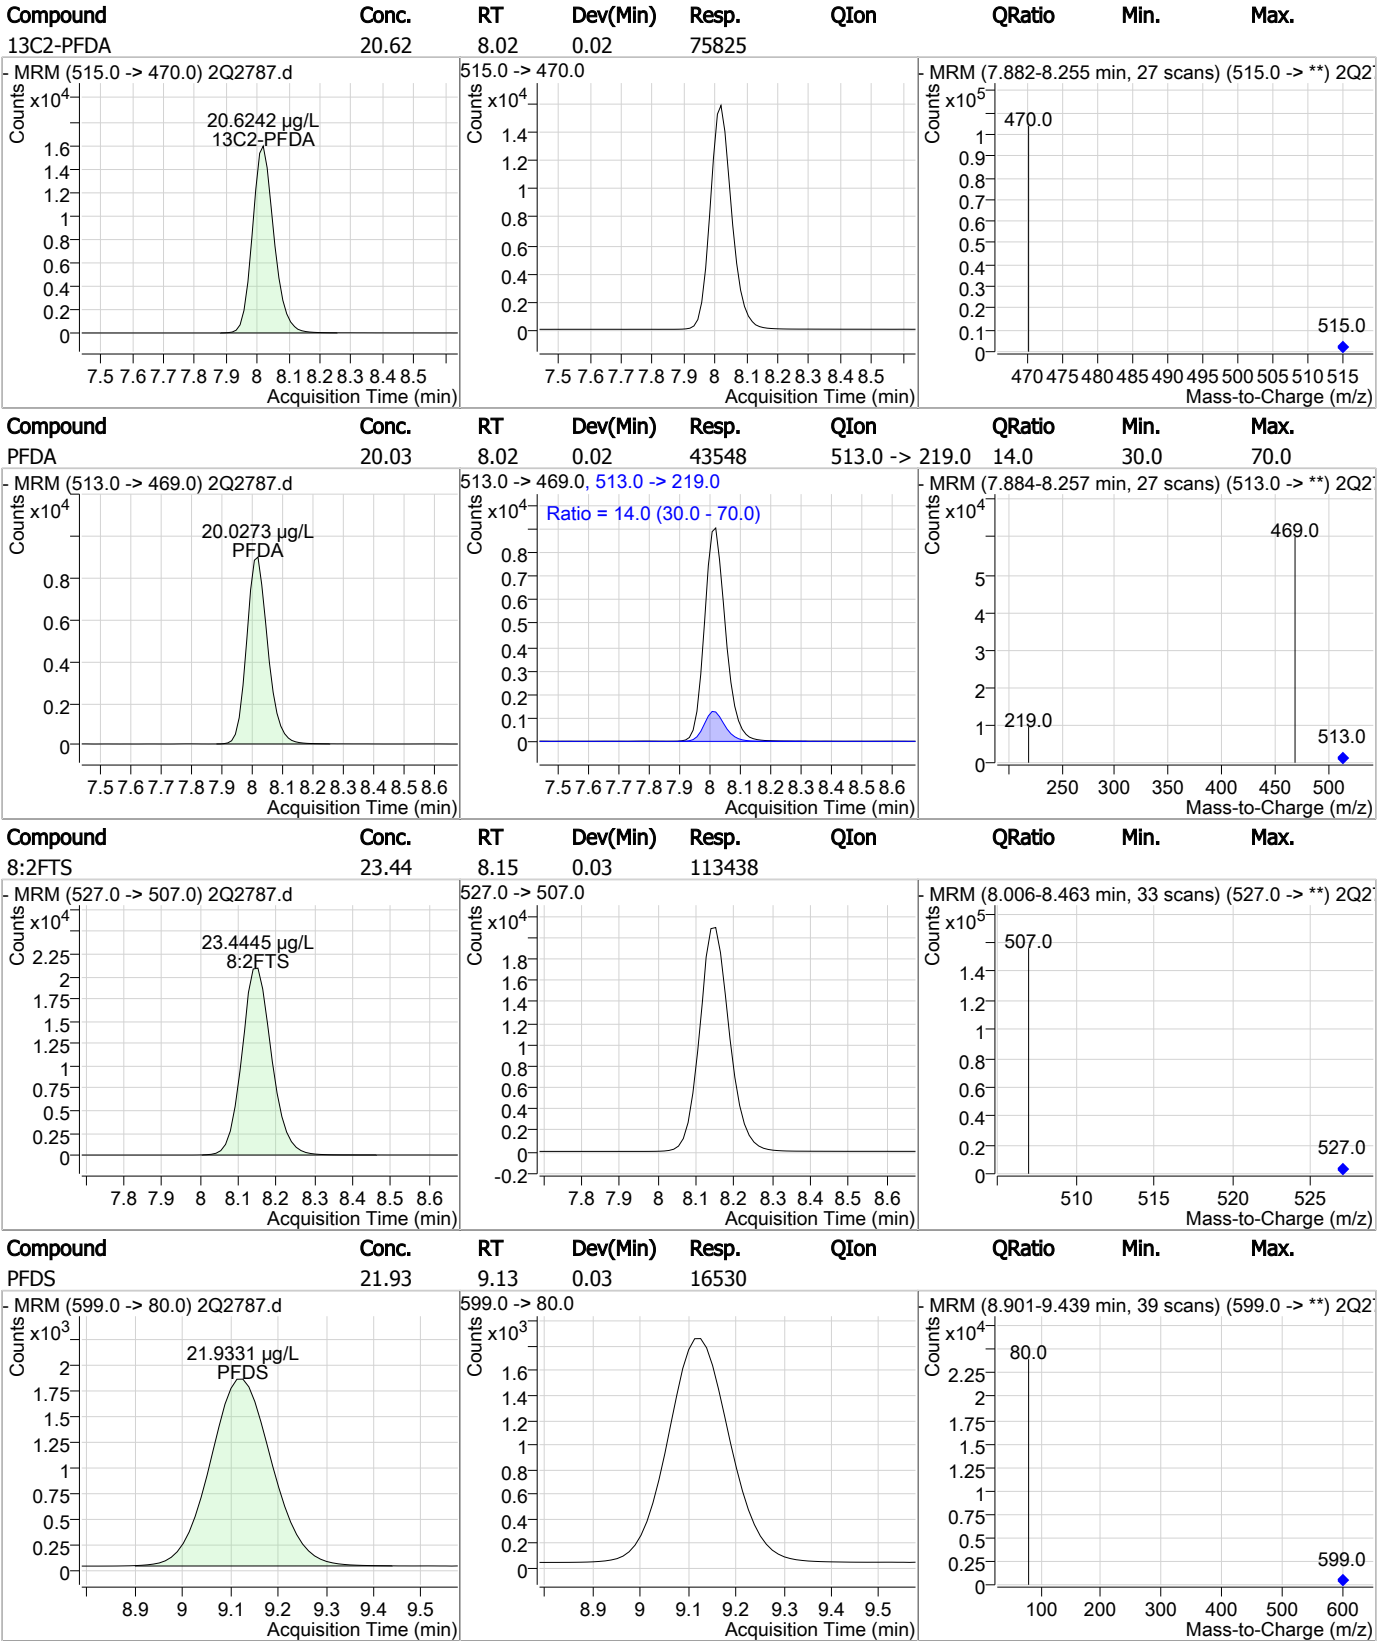 Compound Conc. RT Dev(Min) Resp. QIon QRatio Min. Max.
13C2-PFDA 20.62 8.02 0.02 75825
- MRM (515.0 -> 470.0) 2Q2787.d
Counts
x10⁴
20.6242 µg/L
13C2-PFDA
1.6
1.4
1.2
1
0.8
0.6
0.4
0.2
0
7.5 7.6 7.7 7.8 7.9 8 8.1 8.2 8.3 8.4 8.5
Acquisition Time (min)
515.0 -> 470.0
Counts
x10⁴
1.4
1.2
1
0.8
0.6
0.4
0.2
0
7.5 7.6 7.7 7.8 7.9 8 8.1 8.2 8.3 8.4 8.5
Acquisition Time (min)
- MRM (7.882-8.255 min, 27 scans) (515.0 -> **) 2Q2
Counts
x10⁵
470.0
1
0.9
0.8
0.7
0.6
0.5
0.4
0.3
0.2
0.1
0
515.0
470 475 480 485 490 495 500 505 510 515
Mass-to-Charge (m/z)
Compound Conc. RT Dev(Min) Resp. QIon QRatio Min. Max.
PFDA 20.03 8.02 0.02 43548 513.0 -> 219.0 14.0 30.0 70.0
- MRM (513.0 -> 469.0) 2Q2787.d
Counts
x10⁴
20.0273 µg/L
PFDA
0.8
0.6
0.4
0.2
0
7.5 7.6 7.7 7.8 7.9 8 8.1 8.2 8.3 8.4 8.5 8.6
Acquisition Time (min)
513.0 -> 469.0, 513.0 -> 219.0
Counts
x10⁴
Ratio = 14.0 (30.0 - 70.0)
0.8
0.7
0.6
0.5
0.4
0.3
0.2
0.1
0
7.5 7.6 7.7 7.8 7.9 8 8.1 8.2 8.3 8.4 8.5 8.6
Acquisition Time (min)
- MRM (7.884-8.257 min, 27 scans) (513.0 -> **) 2Q2
Counts
x10⁴
469.0
5
4
3
2
1
0
219.0
513.0
250 300 350 400 450 500
Mass-to-Charge (m/z)
Compound Conc. RT Dev(Min) Resp. QIon QRatio Min. Max.
8:2FTS 23.44 8.15 0.03 113438
- MRM (527.0 -> 507.0) 2Q2787.d
Counts
x10⁴
23.4445 µg/L
8:2FTS
2.25
2
1.75
1.5
1.25
1
0.75
0.5
0.25
0
7.8 7.9 8 8.1 8.2 8.3 8.4 8.5 8.6
Acquisition Time (min)
527.0 -> 507.0
Counts
x10⁴
1.8
1.6
1.4
1.2
1
0.8
0.6
0.4
0.2
0
-0.2
7.8 7.9 8 8.1 8.2 8.3 8.4 8.5 8.6
Acquisition Time (min)
- MRM (8.006-8.463 min, 33 scans) (527.0 -> **) 2Q2
Counts
x10⁵
507.0
1.4
1.2
1
0.8
0.6
0.4
0.2
0
527.0
510 515 520 525
Mass-to-Charge (m/z)
Compound Conc. RT Dev(Min) Resp. QIon QRatio Min. Max.
PFDS 21.93 9.13 0.03 16530
- MRM (599.0 -> 80.0) 2Q2787.d
Counts
x10³
21.9331 µg/L
PFDS
2
1.75
1.5
1.25
1
0.75
0.5
0.25
0
8.9 9 9.1 9.2 9.3 9.4 9.5
Acquisition Time (min)
599.0 -> 80.0
Counts
x10³
1.6
1.4
1.2
1
0.8
0.6
0.4
0.2
0
8.9 9 9.1 9.2 9.3 9.4 9.5
Acquisition Time (min)
- MRM (8.901-9.439 min, 39 scans) (599.0 -> **) 2Q2
Counts
x10⁴
80.0
2.25
2
1.75
1.5
1.25
1
0.75
0.5
0.25
0
599.0
100 200 300 400 500 600
Mass-to-Charge (m/z)